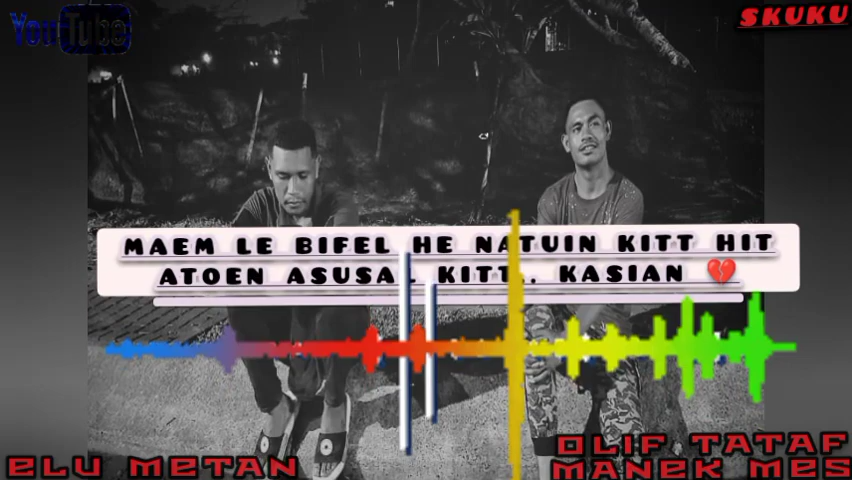 YouTube
SKUKU
MAEM LE BIFEL HE NATUIN KITT HIT
ATOEN ASUSAL KITT.. KASIAN 💔
ELU METAN
OLIF TATAF
MANEK MES